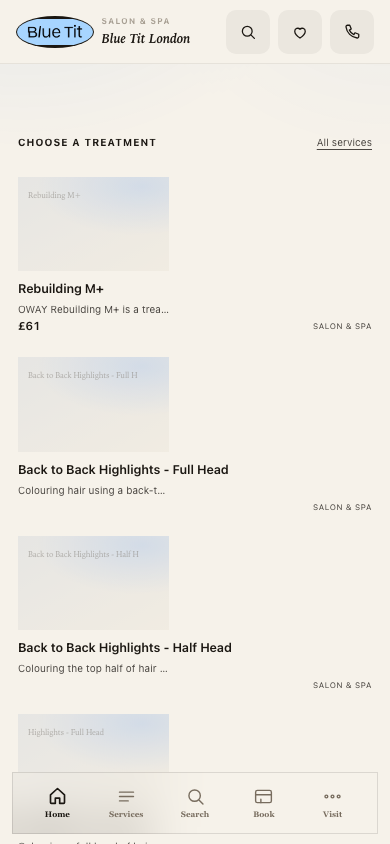 Blue Tit
SALON & SPA
Blue Tit London
CHOOSE A TREATMENT
All services
Rebuilding M+
Rebuilding M+
OWAY Rebuilding M+ is a trea...
£61
SALON & SPA
Back to Back Highlights - Full H
Back to Back Highlights - Full Head
Colouring hair using a back-t...
SALON & SPA
Back to Back Highlights - Half H
Back to Back Highlights - Half Head
Colouring the top half of hair ...
SALON & SPA
Highlights - Full Head
Home
Services
Search
Book
Visit